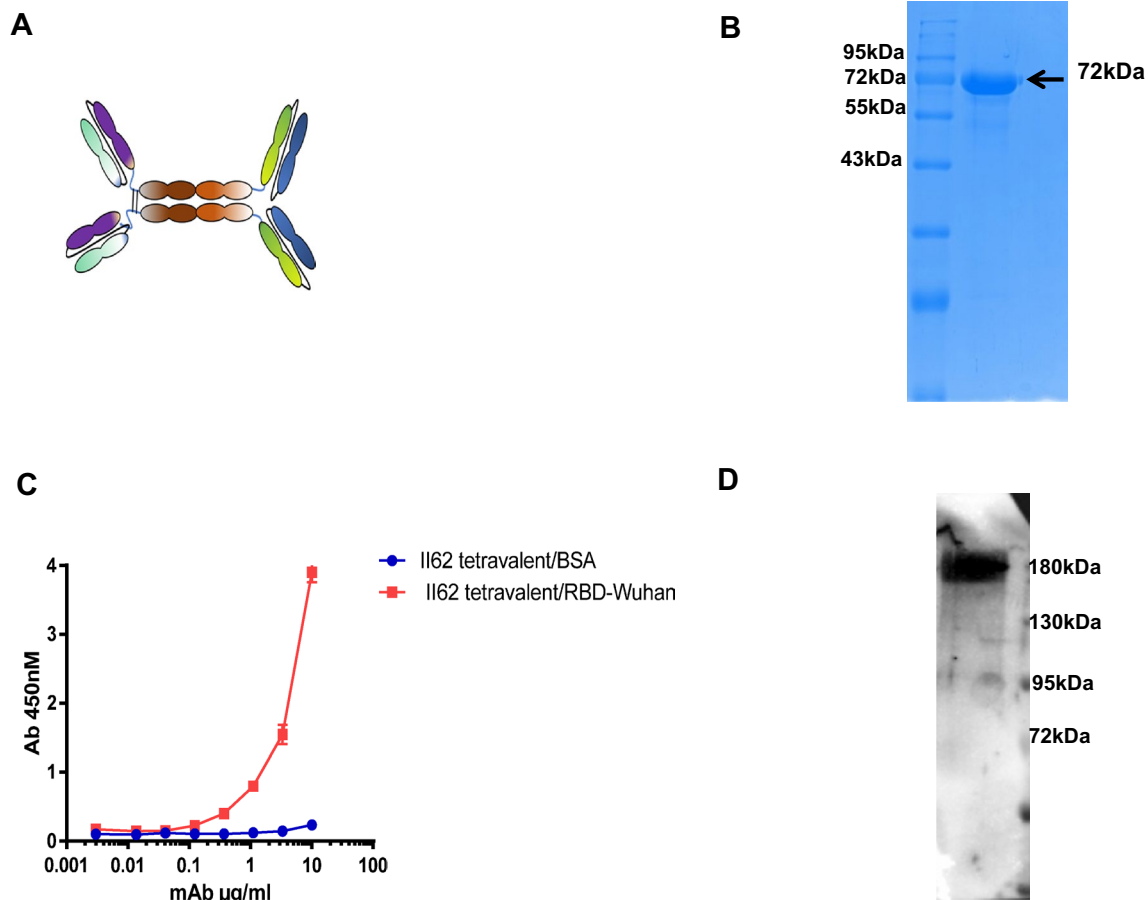 A
B
95kDa
72kDa
72kDa
55kDa
43kDa
C
D
II62 tetravalent/BSA
II62 tetravalent/RBD-Wuhan
4
3
2
1
0
Ab 450nM
0.001
0.01
0.1
1
10
100
mAb µg/ml
180kDa
130kDa
95kDa
72kDa